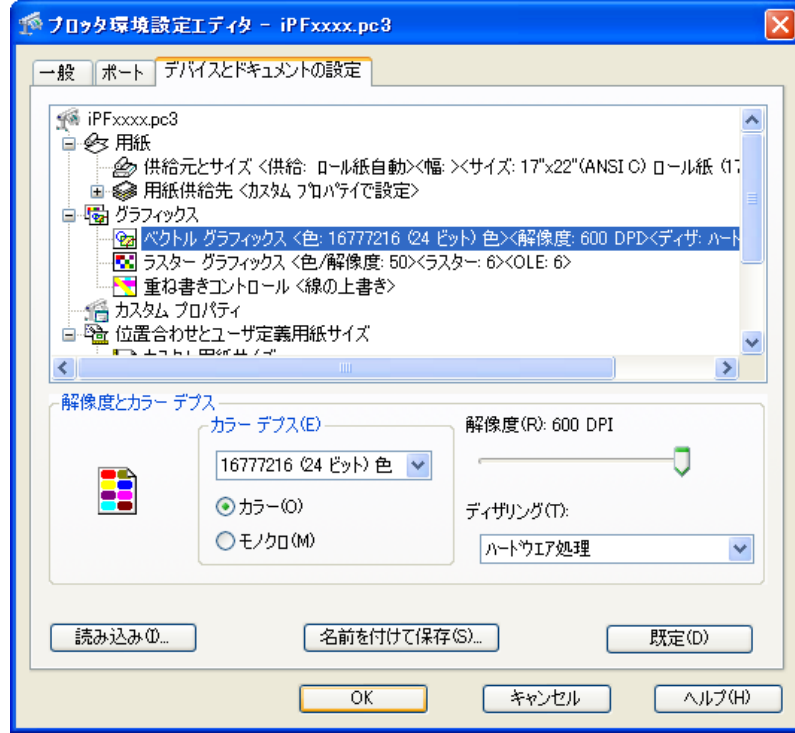 プロッタ環境設定エディタ - iPFxxxx.pc3
一般 ポート デバイスとドキュメントの設定
iPFxxxx.pc3
用紙
供給元とサイズ <供給: ロール紙自動><幅: ><サイズ: 17"x22"(ANSI C) ロール紙 (17
用紙供給先 <カスタム プロパティで設定>
グラフィックス
ベクトル グラフィックス <色: 16777216 (24 ビット) 色><解像度: 600 DPI><ディザ: ハード
ラスター グラフィックス <色/解像度: 50><ラスター: 6><OLE: 6>
重ね書きコントロール <線の上書き>
カスタム プロパティ
位置合わせとユーザ定義用紙サイズ
カスタム用紙サイズ
解像度とカラー デプス
カラー デプス(E)
解像度(R): 600 DPI
16777216 (24 ビット) 色
カラー(O)
ディザリング(T):
モノクロ(M)
ハードウエア処理
読み込み(I)... 名前を付けて保存(S)... 既定(D)
OK キャンセル ヘルプ(H)